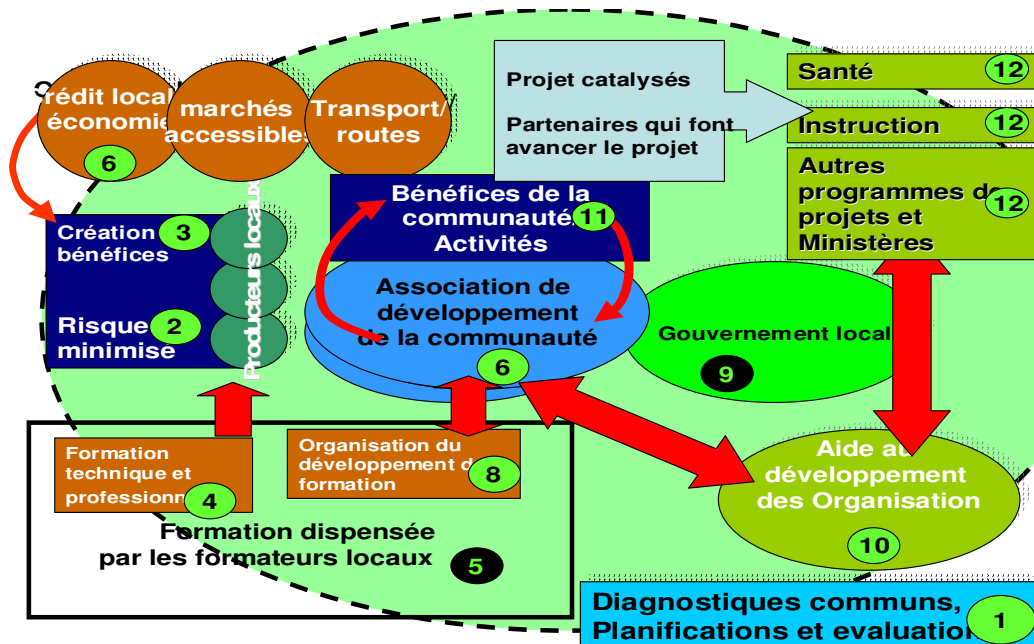 Crédit local
économie
6
marchés
accessibles
Transport/
routes
Projet catalysés
Partenaires qui font
avancer le projet
Santé
12
Instruction
12
Autres
programmes de
projets et
Ministères
12
Création
bénéfices
3
Risque
minimisé
2
Producteurs locaux
Bénéfices de la
communauté/
Activités
11
Association de
développement
de la communauté
6
Gouvernement local
9
Formation
technique et
4
Organisation du
développement
formation
8
Formation dispensée
par les formateurs locaux
5
Aide au
développement
des Organisation
10
Diagnostiques communs,
Planifications et evaluation
1